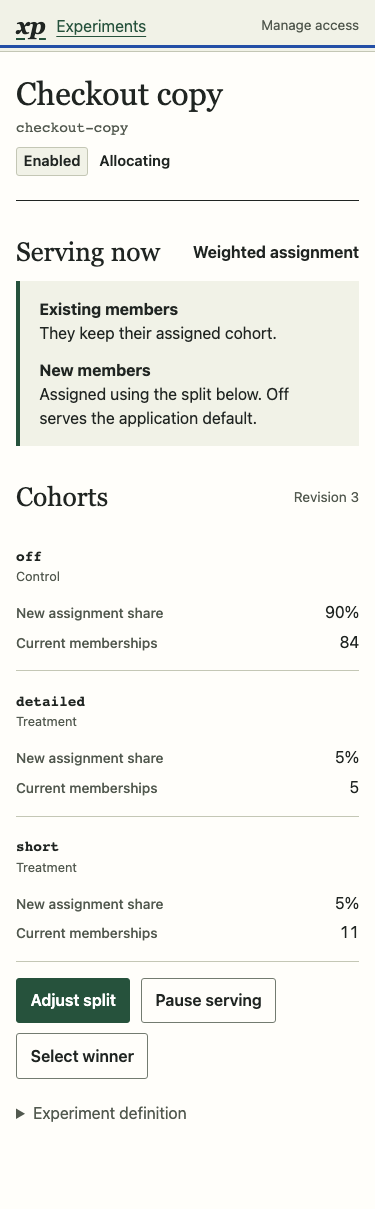 xp Experiments Manage access
Checkout copy
checkout-copy
Enabled Allocating
Serving now Weighted assignment
Existing members
They keep their assigned cohort.
New members
Assigned using the split below. Off
serves the application default.
Cohorts Revision 3
off
Control
New assignment share 90%
Current memberships 84
detailed
Treatment
New assignment share 5%
Current memberships 5
short
Treatment
New assignment share 5%
Current memberships 11
Adjust split Pause serving
Select winner
Experiment definition